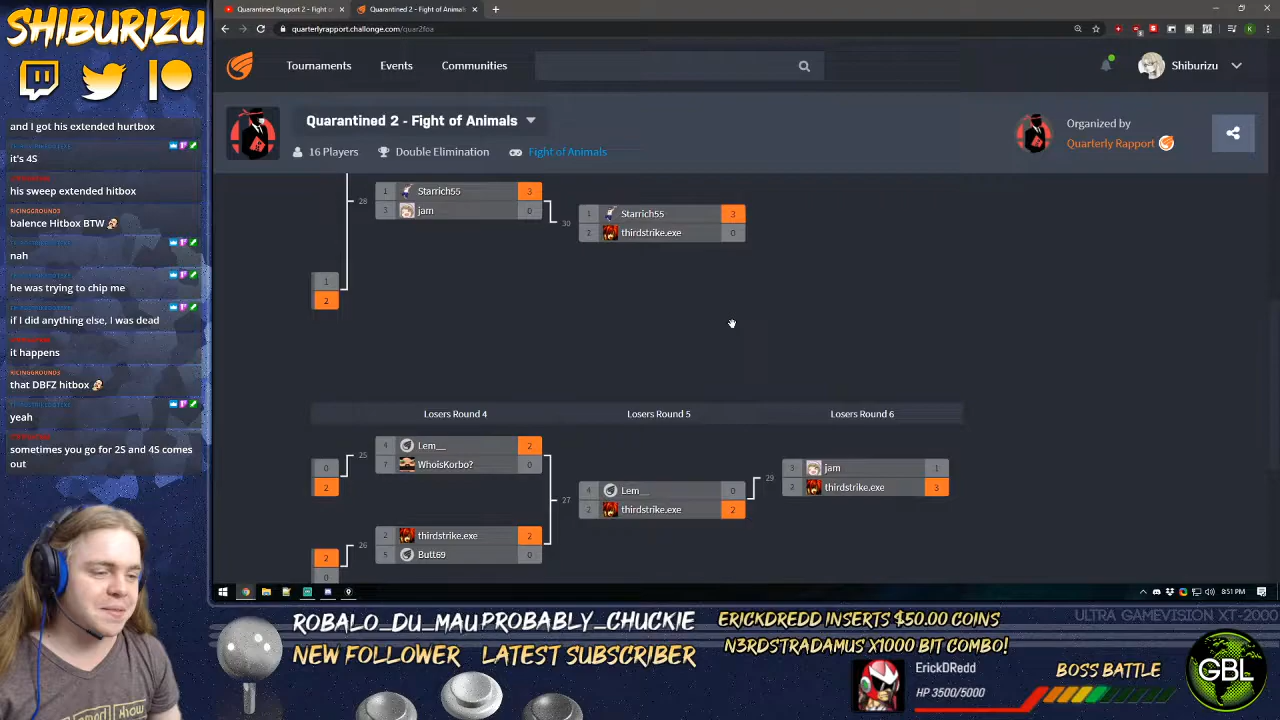 SHIBURIZU
and I got his extended hurtbox
it's 4S
his sweep extended hitbox
RICINGROUND3
balence Hitbox BTW
nah
he was trying to chip me
if I did anything else, I was dead
it happens
RICINGROUND3
that DBFZ hitbox
yeah
sometimes you go for 2S and 4S comes
out
Quarantined Rapport 2 - Fight o
Quarantined 2 - Fight of Animals
quarterlyrapport.challonge.com/quar2foa
K
Tournaments Events Communities
Shiburizu
Quarantined 2 - Fight of Animals
16 Players Double Elimination Fight of Animals
Organized by
Quarterly Rapport
28
1 Starrich55 3
3 jam 0
30
1 Starrich55 3
2 thirdstrike.exe 0
1
2
Losers Round 4 Losers Round 5 Losers Round 6
0
2
25
4 Lem__ 2
7 WhoisKorbo? 0
27
4 Lem__ 0
2 thirdstrike.exe 2
29
3 jam 1
2 thirdstrike.exe 3
2
0
26
2 thirdstrike.exe 2
5 Butt69 0
8:51 PM
ROBALO_DU_MAU
NEW FOLLOWER
PROBABLY_CHUCKIE
LATEST SUBSCRIBER
ERICKDREDD INSERTS $50.00 COINS
N3RDSTRADAMUS X1000 BIT COMBO!
ULTRA GAMEVISION XT-2000
ErickDRedd
HP 3500/5000
BOSS BATTLE
GBL